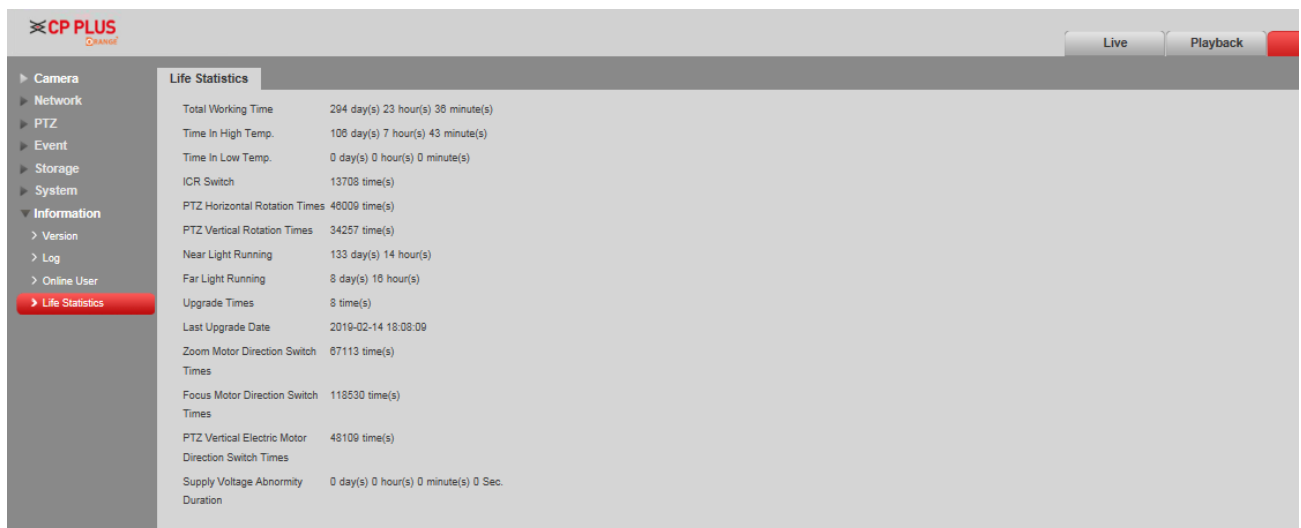 CP PLUS
ORANGE
Live
Playback
Camera
Network
PTZ
Event
Storage
System
Information
Version
Log
Online User
Life Statistics
Life Statistics
Total Working Time 294 day(s) 23 hour(s) 36 minute(s)
Time In High Temp. 106 day(s) 7 hour(s) 43 minute(s)
Time In Low Temp. 0 day(s) 0 hour(s) 0 minute(s)
ICR Switch 13708 time(s)
PTZ Horizontal Rotation Times 46009 time(s)
PTZ Vertical Rotation Times 34257 time(s)
Near Light Running 133 day(s) 14 hour(s)
Far Light Running 8 day(s) 16 hour(s)
Upgrade Times 8 time(s)
Last Upgrade Date 2019-02-14 18:08:09
Zoom Motor Direction Switch 67113 time(s)
Times
Focus Motor Direction Switch 118530 time(s)
Times
PTZ Vertical Electric Motor 48109 time(s)
Direction Switch Times
Supply Voltage Abnormity 0 day(s) 0 hour(s) 0 minute(s) 0 Sec.
Duration